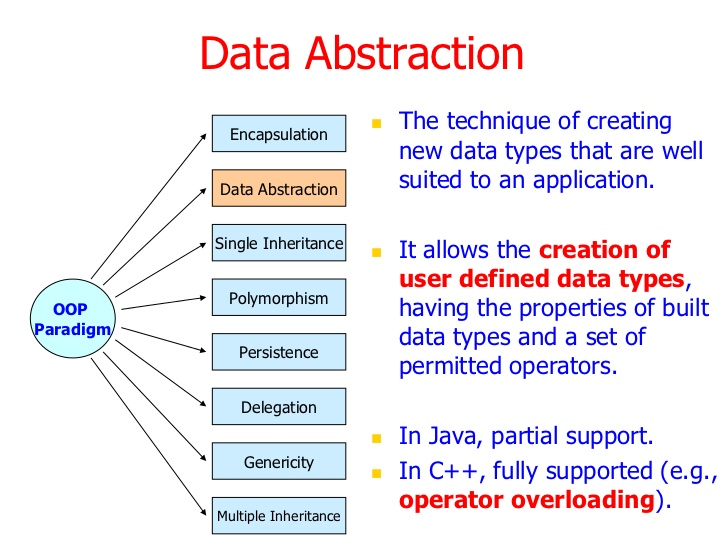 Data Abstraction
Encapsulation
Data Abstraction
Single Inheritance
Polymorphism
Persistence
Delegation
Genericity
Multiple Inheritance
OOP
Paradigm
The technique of creating
new data types that are well
suited to an application.
It allows the creation of
user defined data types,
having the properties of built
data types and a set of
permitted operators.
In Java, partial support.
In C++, fully supported (e.g.,
operator overloading).